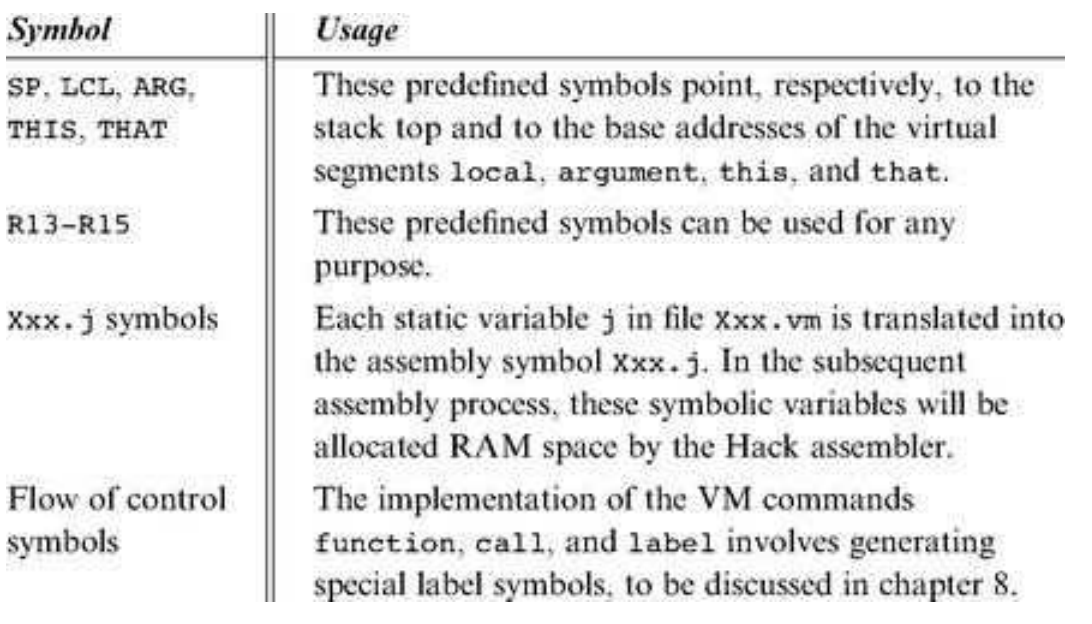 Symbol Usage
SP, LCL, ARG, These predefined symbols point, respectively, to the
THIS, THAT stack top and to the base addresses of the virtual
segments local, argument, this, and that.
R13–R15 These predefined symbols can be used for any
purpose.
Xxx.j symbols Each static variable j in file Xxx.vm is translated into
the assembly symbol Xxx.j. In the subsequent
assembly process, these symbolic variables will be
allocated RAM space by the Hack assembler.
Flow of control The implementation of the VM commands
symbols function, call, and label involves generating
special label symbols, to be discussed in chapter 8.